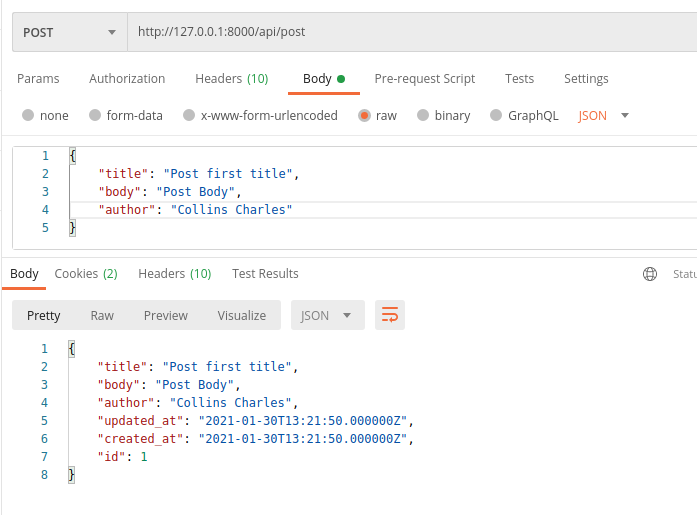 POST http://127.0.0.1:8000/api/post
Params Authorization Headers (10) Body Pre-request Script Tests Settings
none form-data x-www-form-urlencoded raw binary GraphQL JSON
1 {
2 "title": "Post first title",
3 "body": "Post Body",
4 "author": "Collins Charles"
5 }
Body Cookies (2) Headers (10) Test Results
Pretty Raw Preview Visualize JSON
1 {
2 "title": "Post first title",
3 "body": "Post Body",
4 "author": "Collins Charles",
5 "updated_at": "2021-01-30T13:21:50.000000Z",
6 "created_at": "2021-01-30T13:21:50.000000Z",
7 "id": 1
8 }